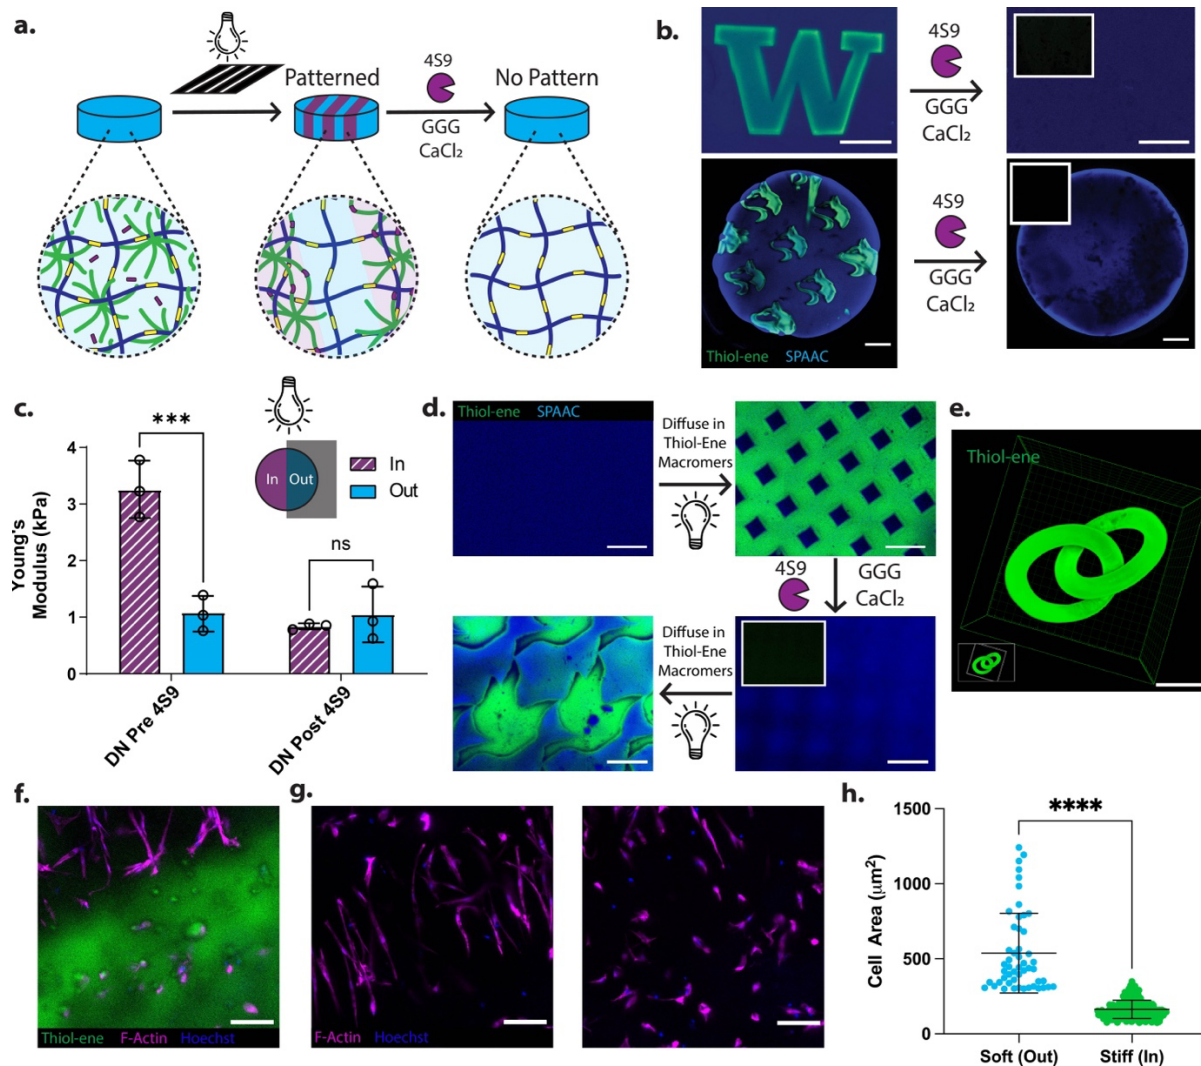 a.
Patterned
4S9
GGG
CaCl₂
No Pattern
b.
4S9
GGG
CaCl₂
4S9
GGG
CaCl₂
Thiol-ene SPAAC
c.
***
ns
In
Out
In
Out
Young's
Modulus (kPa)
4
3
2
1
0
DN Pre 4S9
DN Post 4S9
d.
Thiol-ene SPAAC
Diffuse in
Thiol-Ene
Macromers
4S9
GGG
CaCl₂
Diffuse in
Thiol-Ene
Macromers
e.
Thiol-ene
f.
Thiol-ene F-Actin Hoechst
g.
F-Actin Hoechst
h.
****
Cell Area (μm²)
1500
1000
500
0
Soft (Out)
Stiff (In)